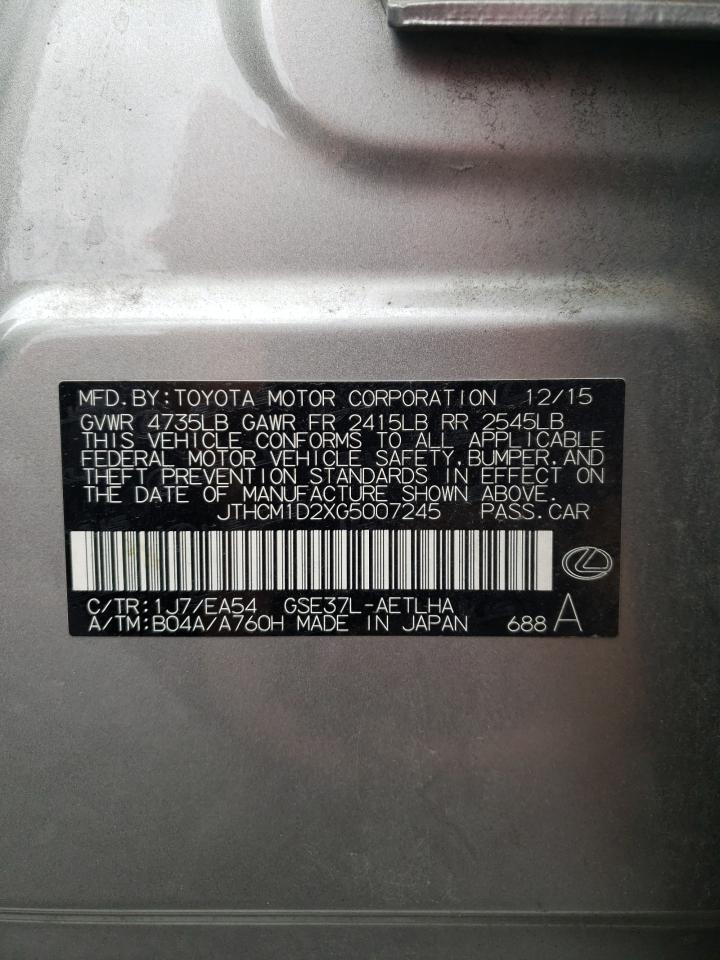 MFD.BY:TOYOTA MOTOR CORPORATION 12/15
GVWR 4735LB GAWR FR 2415LB RR 2545LB
THIS VEHICLE CONFORMS TO ALL APPLICABLE
FEDERAL MOTOR VEHICLE SAFETY,BUMPER,AND
THEFT PREVENTION STANDARDS IN EFFECT ON
THE DATE OF MANUFACTURE SHOWN ABOVE.
JTHCM1D2XG5007245 PASS.CAR
C/TR:1J7/EA54 GSE37L-AETLHA
A/TM:B04A/A760H MADE IN JAPAN 688 A